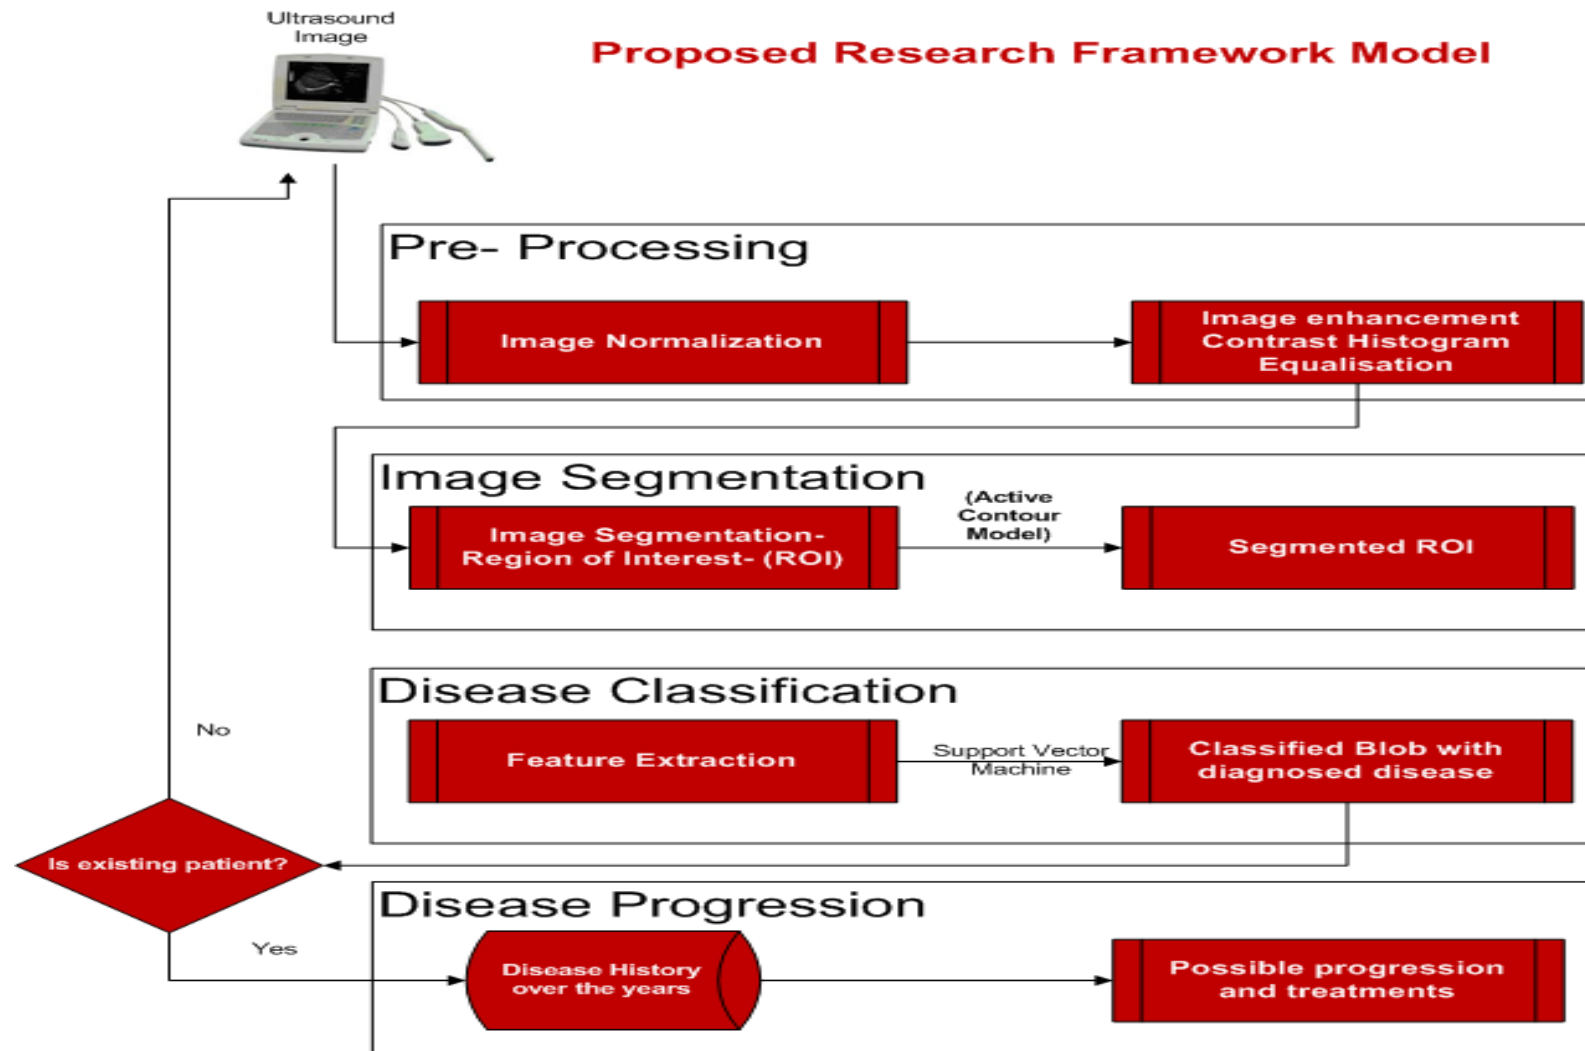 Ultrasound
Image
Proposed Research Framework Model
Pre- Processing
Image Normalization
Image enhancement
Contrast Histogram
Equalisation
Image Segmentation
Image Segmentation-
Region of Interest- (ROI)
(Active
Contour
Model)
Segmented ROI
Disease Classification
Feature Extraction
Support Vector
Machine
Classified Blob with
diagnosed disease
No
Is existing patient?
Yes
Disease Progression
Disease History
over the years
Possible progression
and treatments